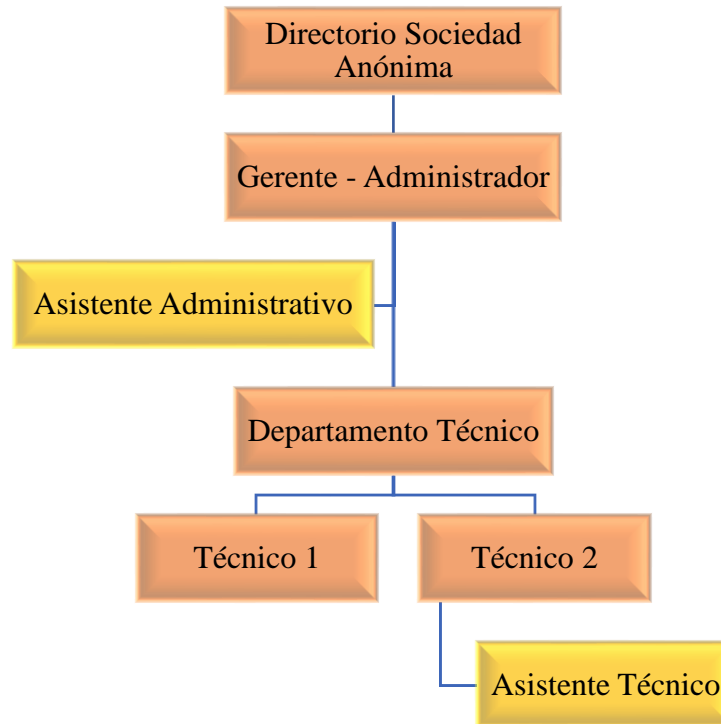 Directorio Sociedad
Anónima
Gerente - Administrador
Asistente Administrativo
Departamento Técnico
Técnico 1
Técnico 2
Asistente Técnico